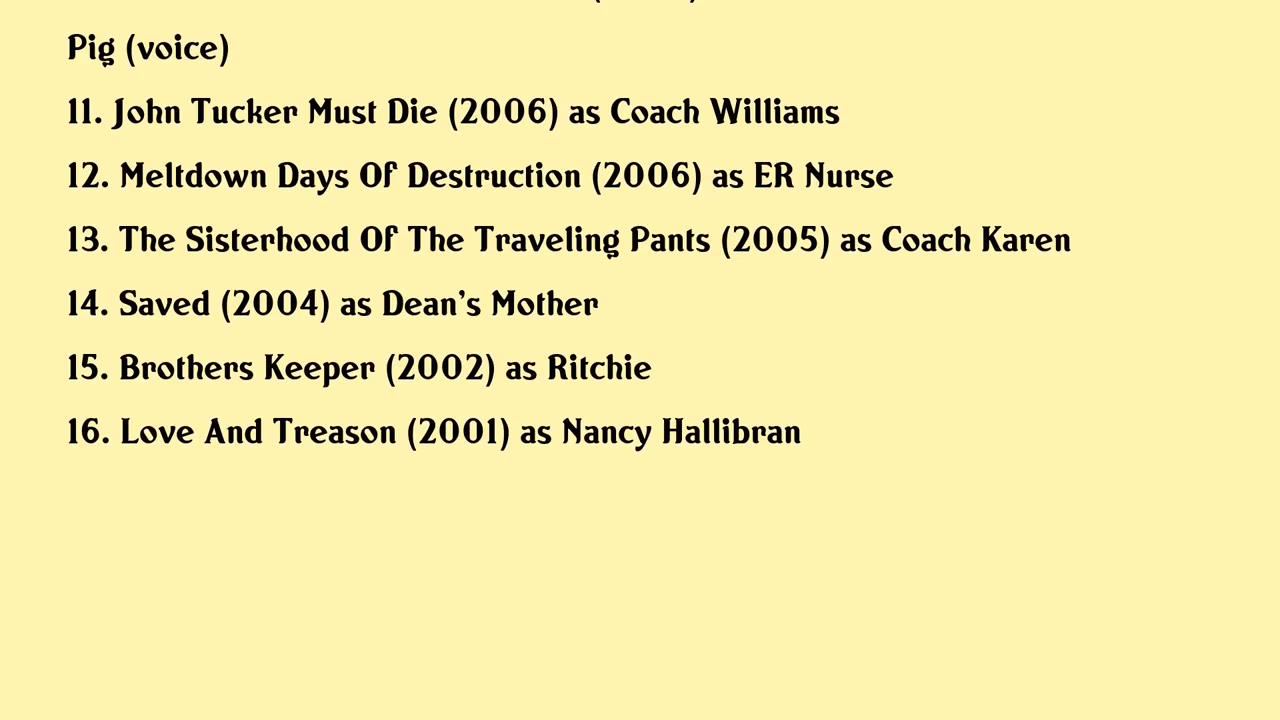 Pig (voice)
11. John Tucker Must Die (2006) as Coach Williams
12. Meltdown Days Of Destruction (2006) as ER Nurse
13. The Sisterhood Of The Traveling Pants (2005) as Coach Karen
14. Saved (2004) as Dean's Mother
15. Brothers Keeper (2002) as Ritchie
16. Love And Treason (2001) as Nancy Hallibran